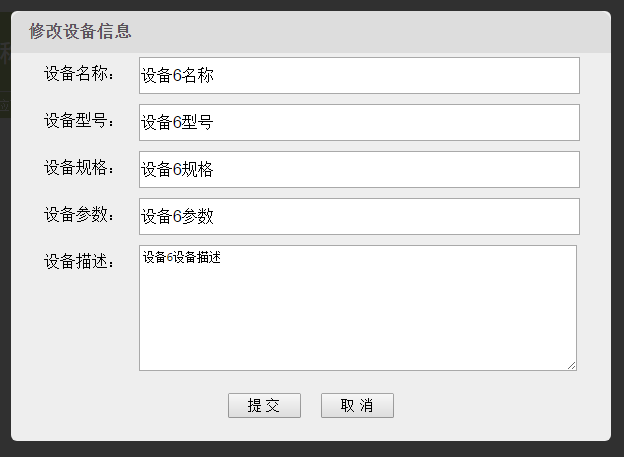 修改设备信息
设备名称： 设备6名称
设备型号： 设备6型号
设备规格： 设备6规格
设备参数： 设备6参数
设备描述： 设备6设备描述
提 交 取 消